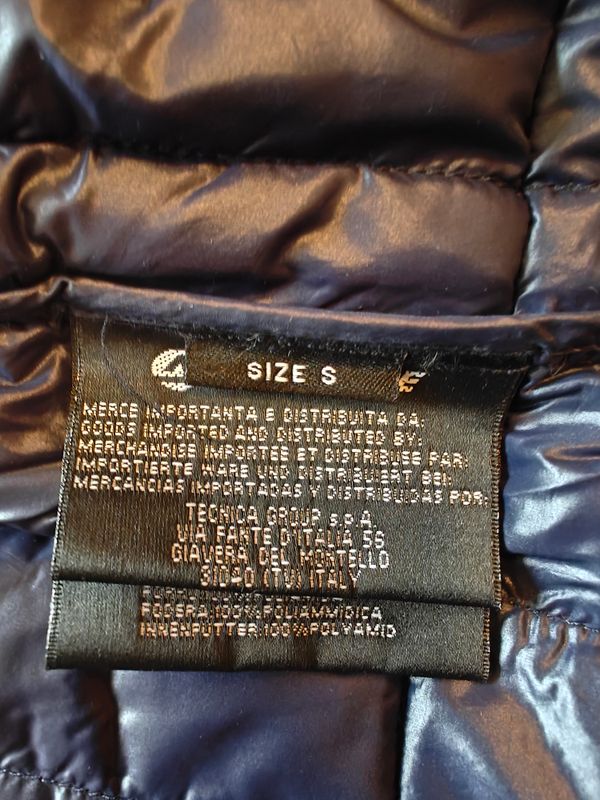 SIZE S
MERCE IMPORTANTA E DISTRIBUITA DA:
GOODS IMPORTED AND DISTRIBUTED BY:
MERCHANDISES IMPORTEES ET DISTRIBUEE PAR:
IMPORTIERTE WARE UND DISTRIBUIERT BEI:
MERCANCIAS IMPORTADAS Y DISTRIBUIDAS POR:
TECNICA GROUP s.p.A.
VIA FANTE D'ITALIA 56
GIAVERA DEL MONTELLO
31040 (TV) ITALY
FODERA:100%POLIAMMIDICA
INNENFUTTER:100%POLYAMID